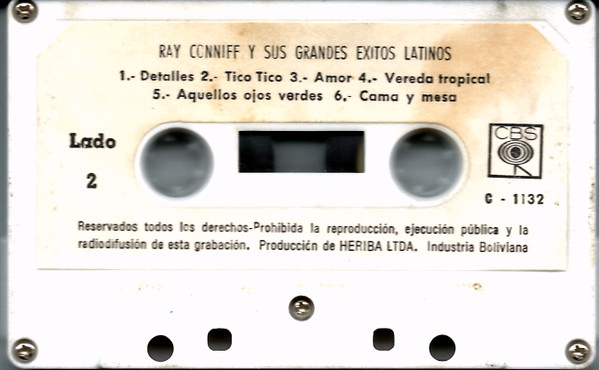 RAY CONNIFF Y SUS GRANDES EXITOS LATINOS
1.- Detalles 2.- Tico Tico 3.- Amor 4.- Vereda tropical
5.- Aquellos ojos verdes 6.- Cama y mesa
Lado
2
CBS
C - 1132
Reservados todos los derechos-Prohibida la reproducción, ejecución pública y la
radiodifusión de esta grabación. Producción de HERIBA LTDA. Industria Boliviana